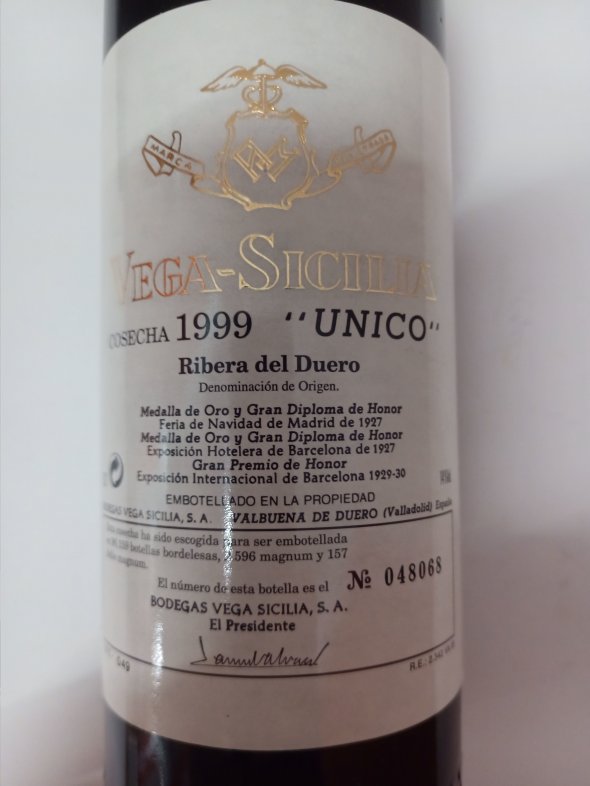 MARCA
VEGA-SICILIA
COSECHA 1999 "UNICO"
Ribera del Duero
Denominación de Origen.
Medalla de Oro y Gran Diploma de Honor
Feria de Navidad de Madrid de 1927
Medalla de Oro y Gran Diploma de Honor
Exposición Hotelera de Barcelona de 1927
Gran Premio de Honor
Exposición Internacional de Barcelona 1929-30
EMBOTELLADO EN LA PROPIEDAD
BODEGAS VEGA SICILIA, S. A. VALBUENA DE DUERO (Valladolid) España
cosecha ha sido escogida para ser embotellada
botellas bordelesas, 2.596 magnum y 157
magnum.
El número de esta botella es el Nº 048068
BODEGAS VEGA SICILIA, S. A.
El Presidente
049
R.E.: 2.342